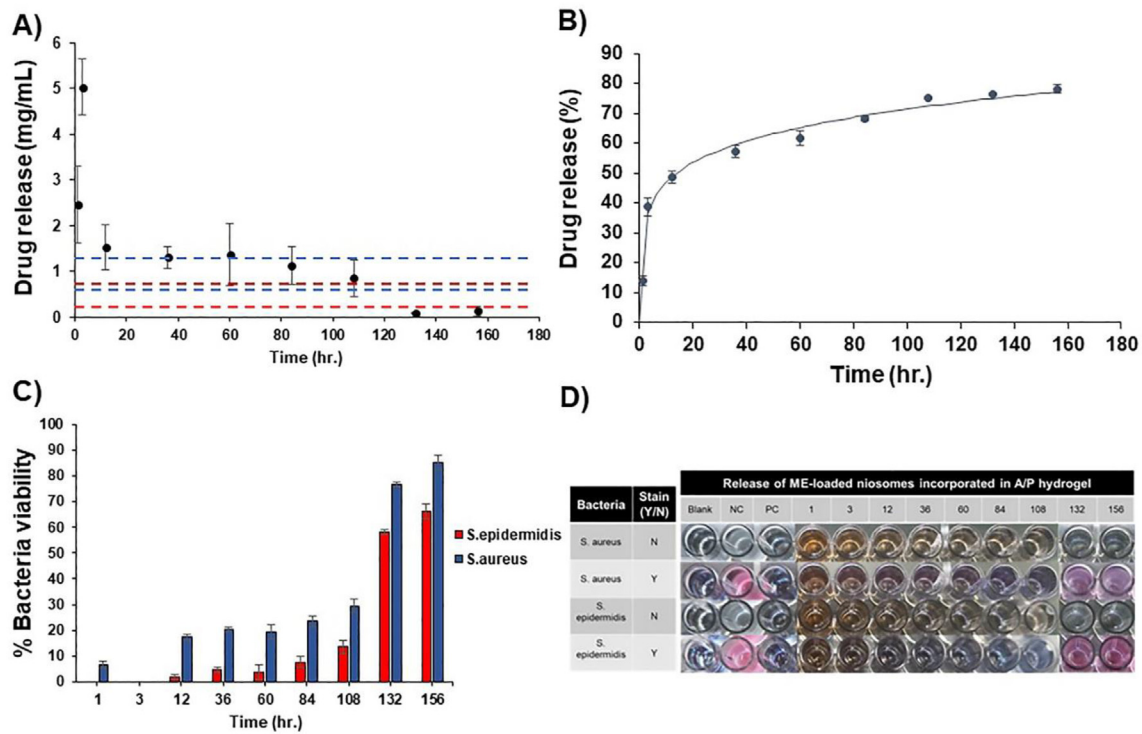 A)
Drug release (mg/mL)
6
5
4
3
2
1
0
0 20 40 60 80 100 120 140 160 180
Time (hr.)
B)
Drug release (%)
90
80
70
60
50
40
30
20
10
0
0 20 40 60 80 100 120 140 160 180
Time (hr.)
C)
% Bacteria viability
100
90
80
70
60
50
40
30
20
10
0
1 3 12 36 60 84 108 132 156
Time (hr.)
S.epidermidis
S.aureus
D)
Bacteria
Stain
(Y/N)
Release of ME-loaded niosomes incorporated in A/P hydrogel
Blank NC PC 1 3 12 36 60 84 108 132 156
S. aureus N
S. aureus Y
S.
epidermidis N
S.
epidermidis Y